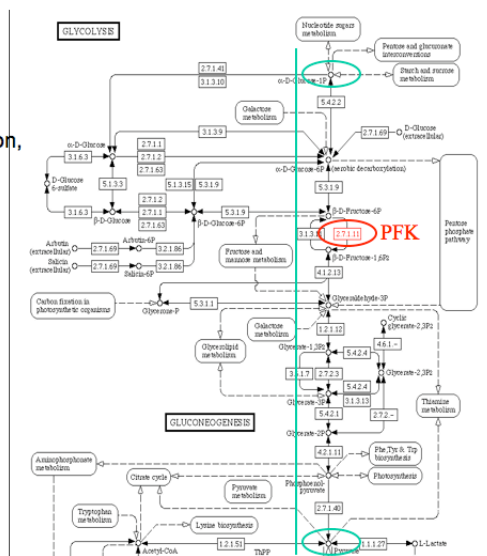 GLYCOLYSIS
Nucleotide sugars
metabolism
Pentose and glucuronate
interconversions
Starch and sucrose
metabolism
2.7.1.41
3.1.3.10
α-D-Glucose-1P
5.4.2.2
on,
Galactose
metabolism
3.1.3.9
2.7.1.69
D-Glucose
(extracellular)
α-D-Glucose
3.1.6.3
2.7.1.1
2.7.1.2
2.7.1.63
α-D-Glucose-6P
(aerobic decarboxylation)
D-Glucose
6-sulfate
5.1.3.3
5.3.1.9
2.7.1.2
5.1.3.15
5.3.1.9
3.1.6.3
2.7.1.1
5.3.1.9
β-D-Fructose-6P
β-D-Glucose
2.7.1.63
β-D-Glucose-6P
Pentose
phosphate
pathway
2.7.1.11
PFK
Arbutin
(extracellular)
2.7.1.69
Arbutin-6P
3.2.1.86
Salicin
(extracellular)
2.7.1.69
Salicin-6P
3.2.1.86
Fructose and
mannose metabolism
β-D-Fructose-1,6P2
4.1.2.13
Carbon fixation in
photosynthetic organisms
Glycerone-P
5.3.1.1
Glyceraldehyde-3P
Galactose
metabolism
1.2.1.12
Cyclic
glycerate-2,3P2
Glycerolipid
metabolism
Glycerate-1,3P2
5.4.2.4
4.6.1.-
2.7.2.3
5.4.2.4
3.1.3.13
Glycerate-2,3P2
Glycerate-3P
Thiamine
metabolism
GLUCONEOGENESIS
5.4.2.1
2.7.2.-
Glycerate-2P
4.2.1.11
Phe,Tyr & Trp
biosynthesis
Aminophosphonate
metabolism
Citrate cycle
Photosynthesis
Phosphoenol-
pyruvate
Pyruvate
metabolism
2.7.1.40
Tryptophan
metabolism
Lysine biosynthesis
1.2.1.51
Pyruvate
1.1.1.27
L-Lactate
Acetyl-CoA
ThPP